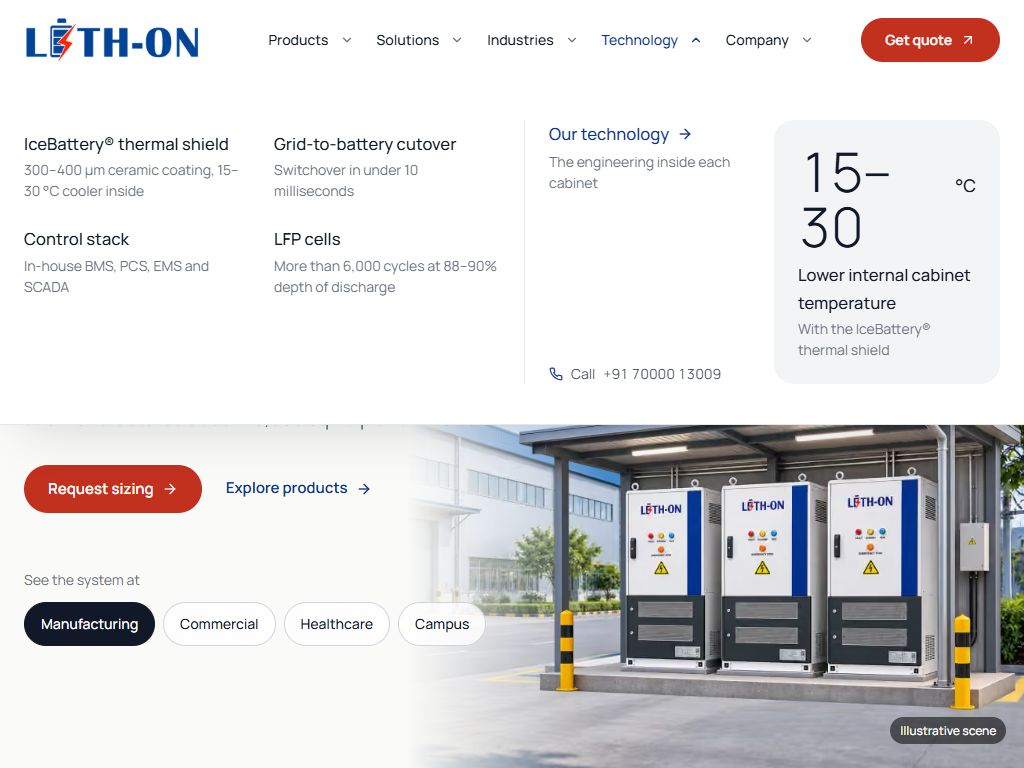 LITH-ON
Products
Solutions
Industries
Technology
Company
Get quote
IceBattery® thermal shield
300–400 µm ceramic coating, 15–
30 °C cooler inside
Grid-to-battery cutover
Switchover in under 10
milliseconds
Control stack
In-house BMS, PCS, EMS and
SCADA
LFP cells
More than 6,000 cycles at 88–90%
depth of discharge
Our technology
The engineering inside each
cabinet
Call +91 70000 13009
15–
30
°C
Lower internal cabinet
temperature
With the IceBattery®
thermal shield
Request sizing
Explore products
See the system at
Manufacturing
Commercial
Healthcare
Campus
LITH-ON
LITH-ON
LITH-ON
Illustrative scene